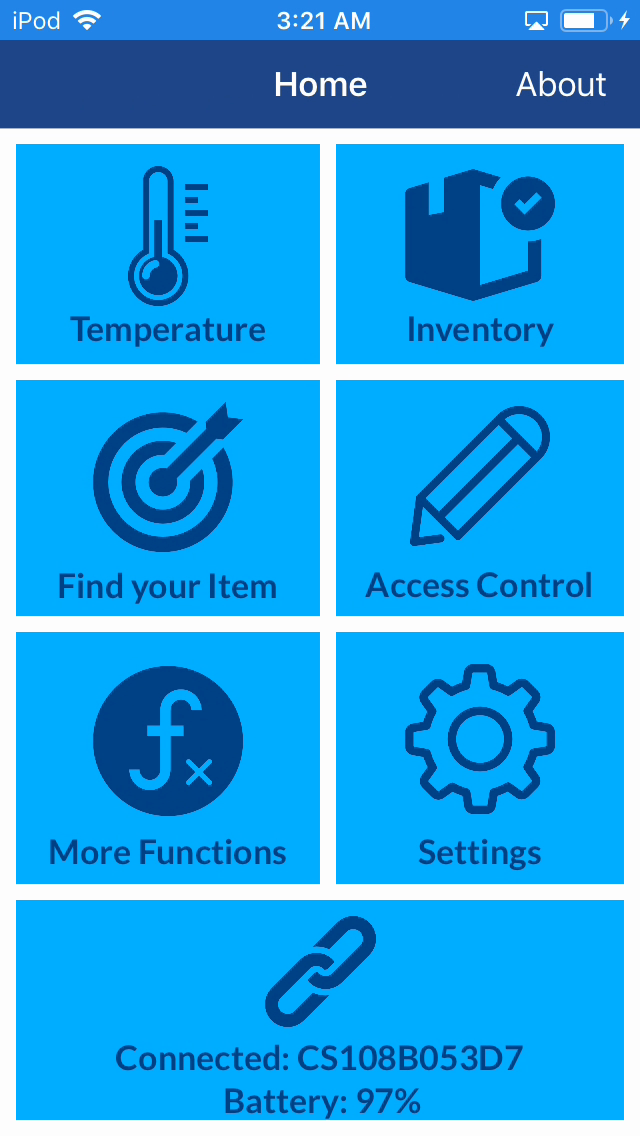 iPod 3:21 AM
Home About
Temperature Inventory
Find your Item Access Control
More Functions Settings
Connected: CS108B053D7
Battery: 97%